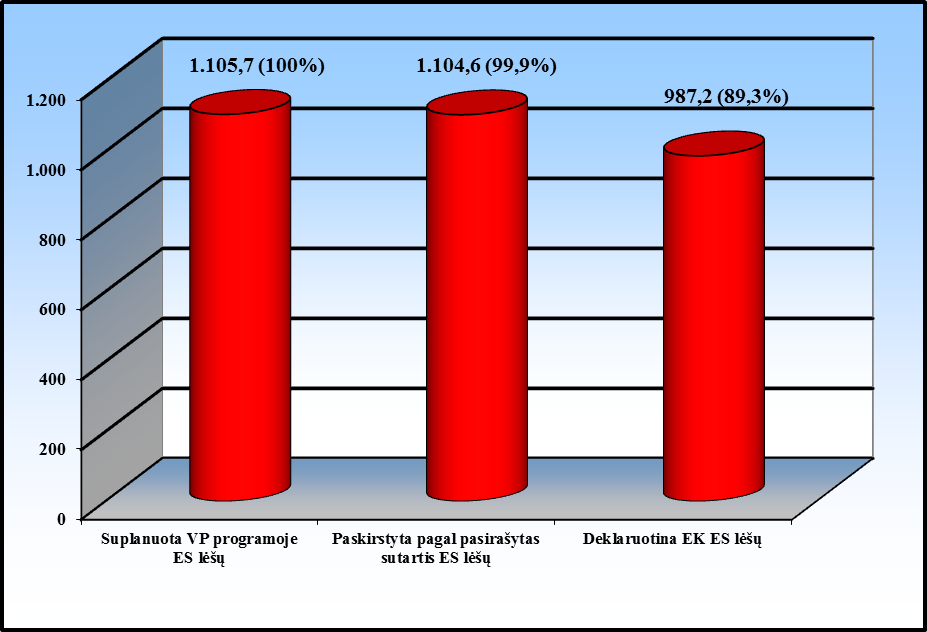 1.105,7 (100%)
1.104,6 (99,9%)
987,2 (89,3%)
1.200
1.000
800
600
400
200
0
Suplanuota VP programoje
ES lėšų
Paskirstyta pagal pasirašytas
sutartis ES lėšų
Deklaruotina EK ES lėšų